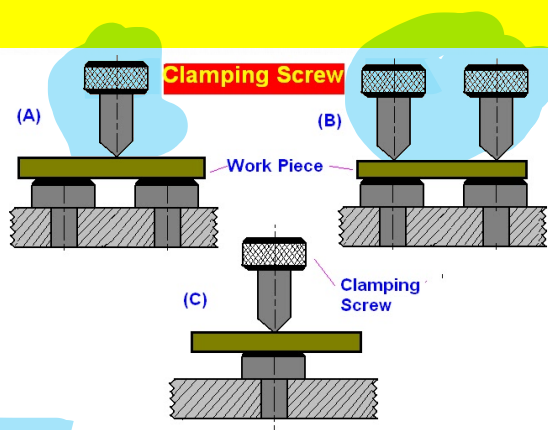 Clamping Screw
(A)
(B)
Work Piece
(C)
Clamping
Screw